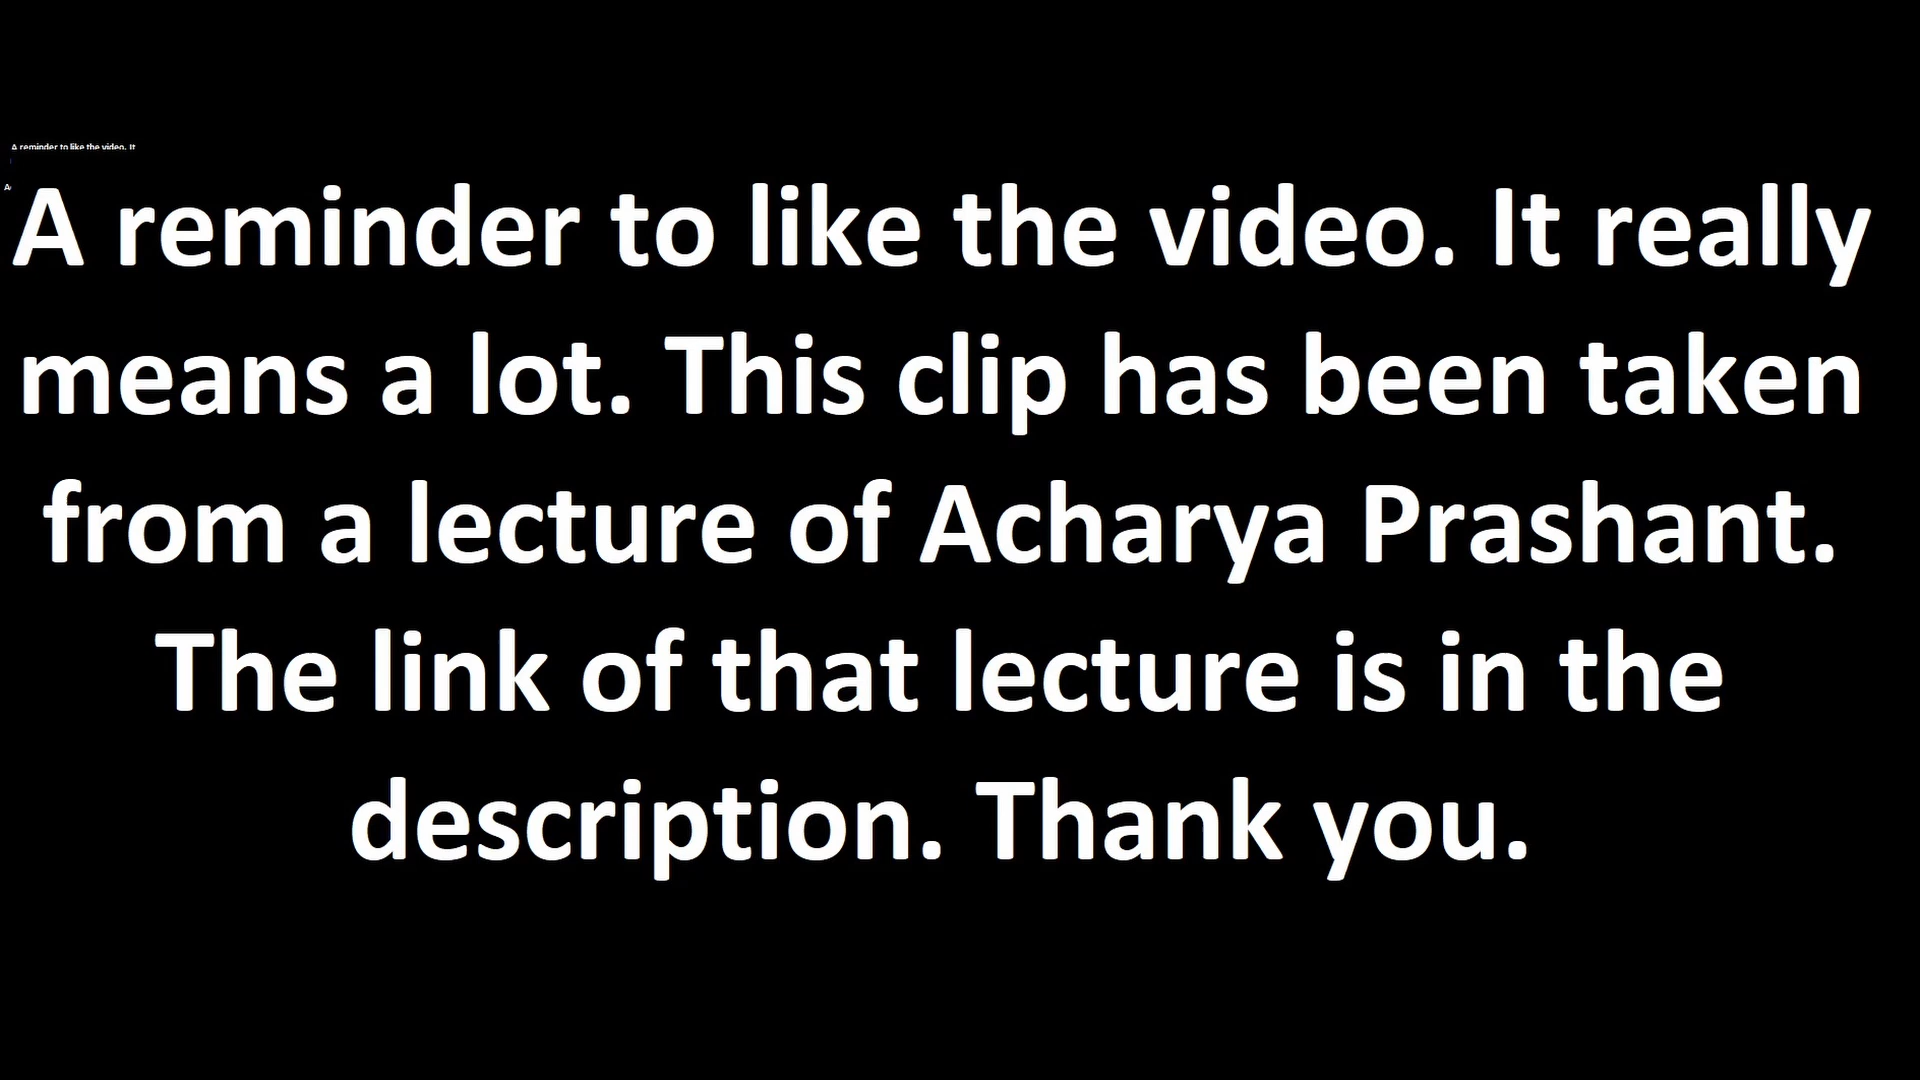 A reminder to like the video. It
A reminder to like the video. It really
means a lot. This clip has been taken
from a lecture of Acharya Prashant.
The link of that lecture is in the
description. Thank you.